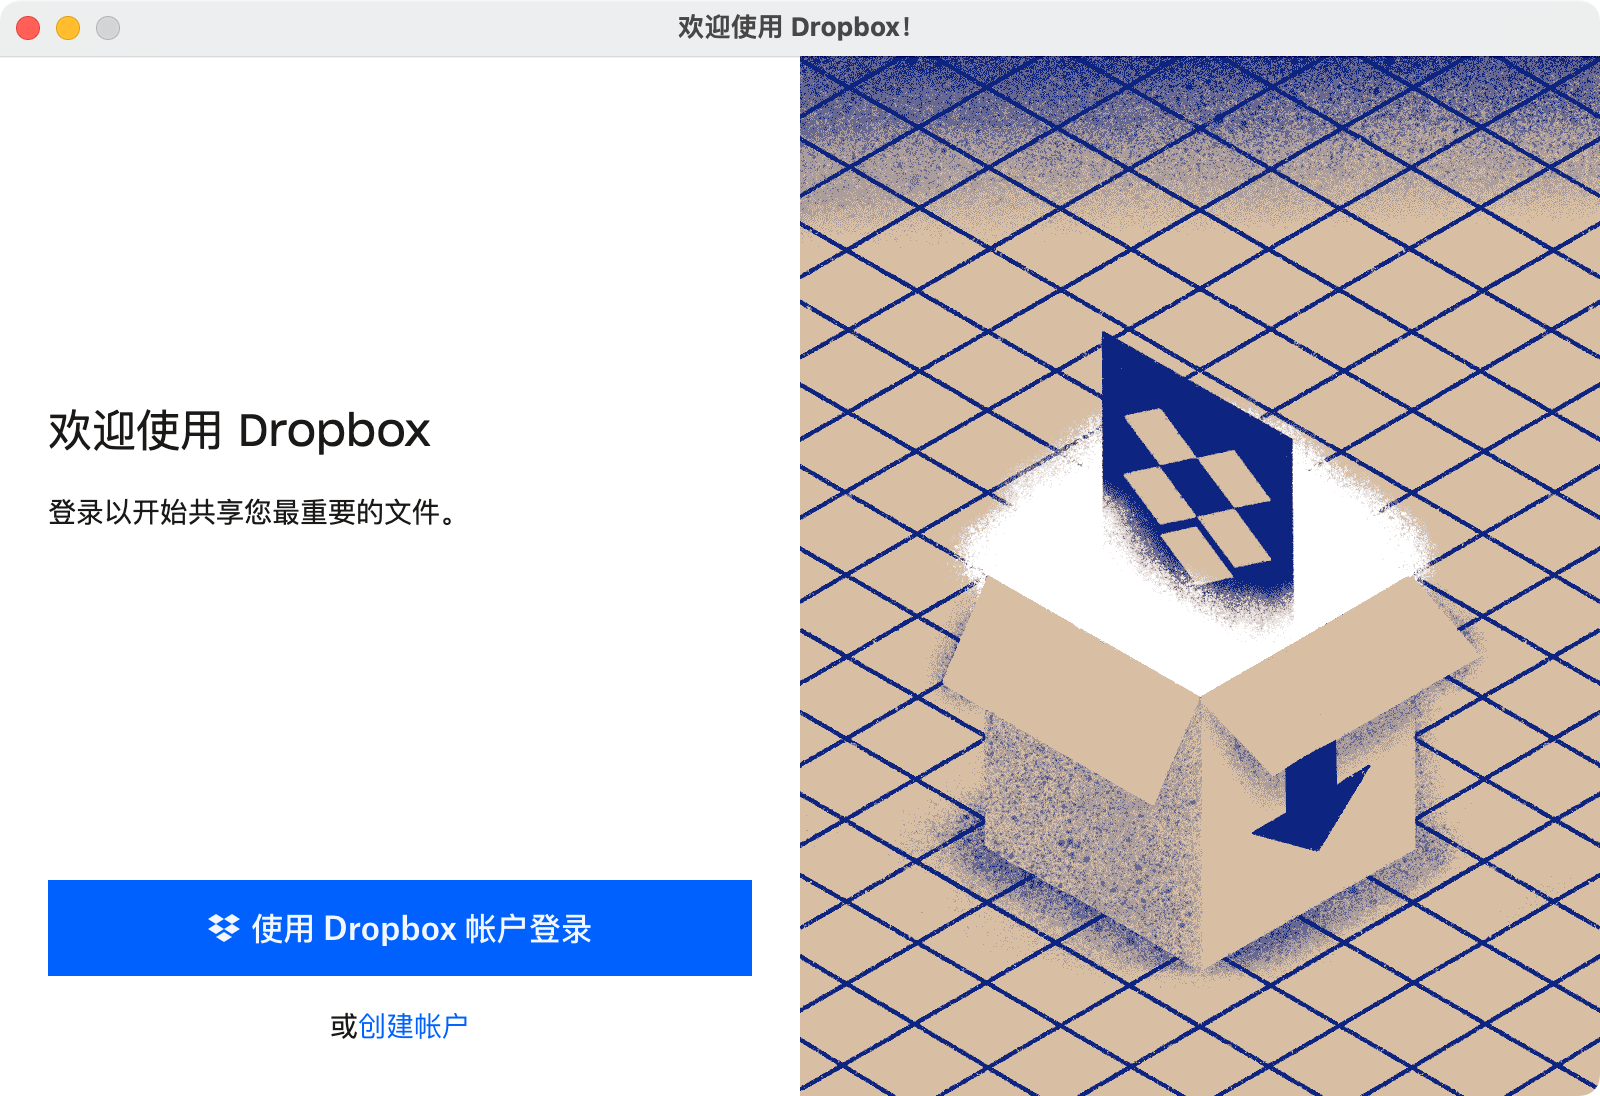 欢迎使用 Dropbox！
欢迎使用 Dropbox
登录以开始共享您最重要的文件。
使用 Dropbox 帐户登录
或创建帐户